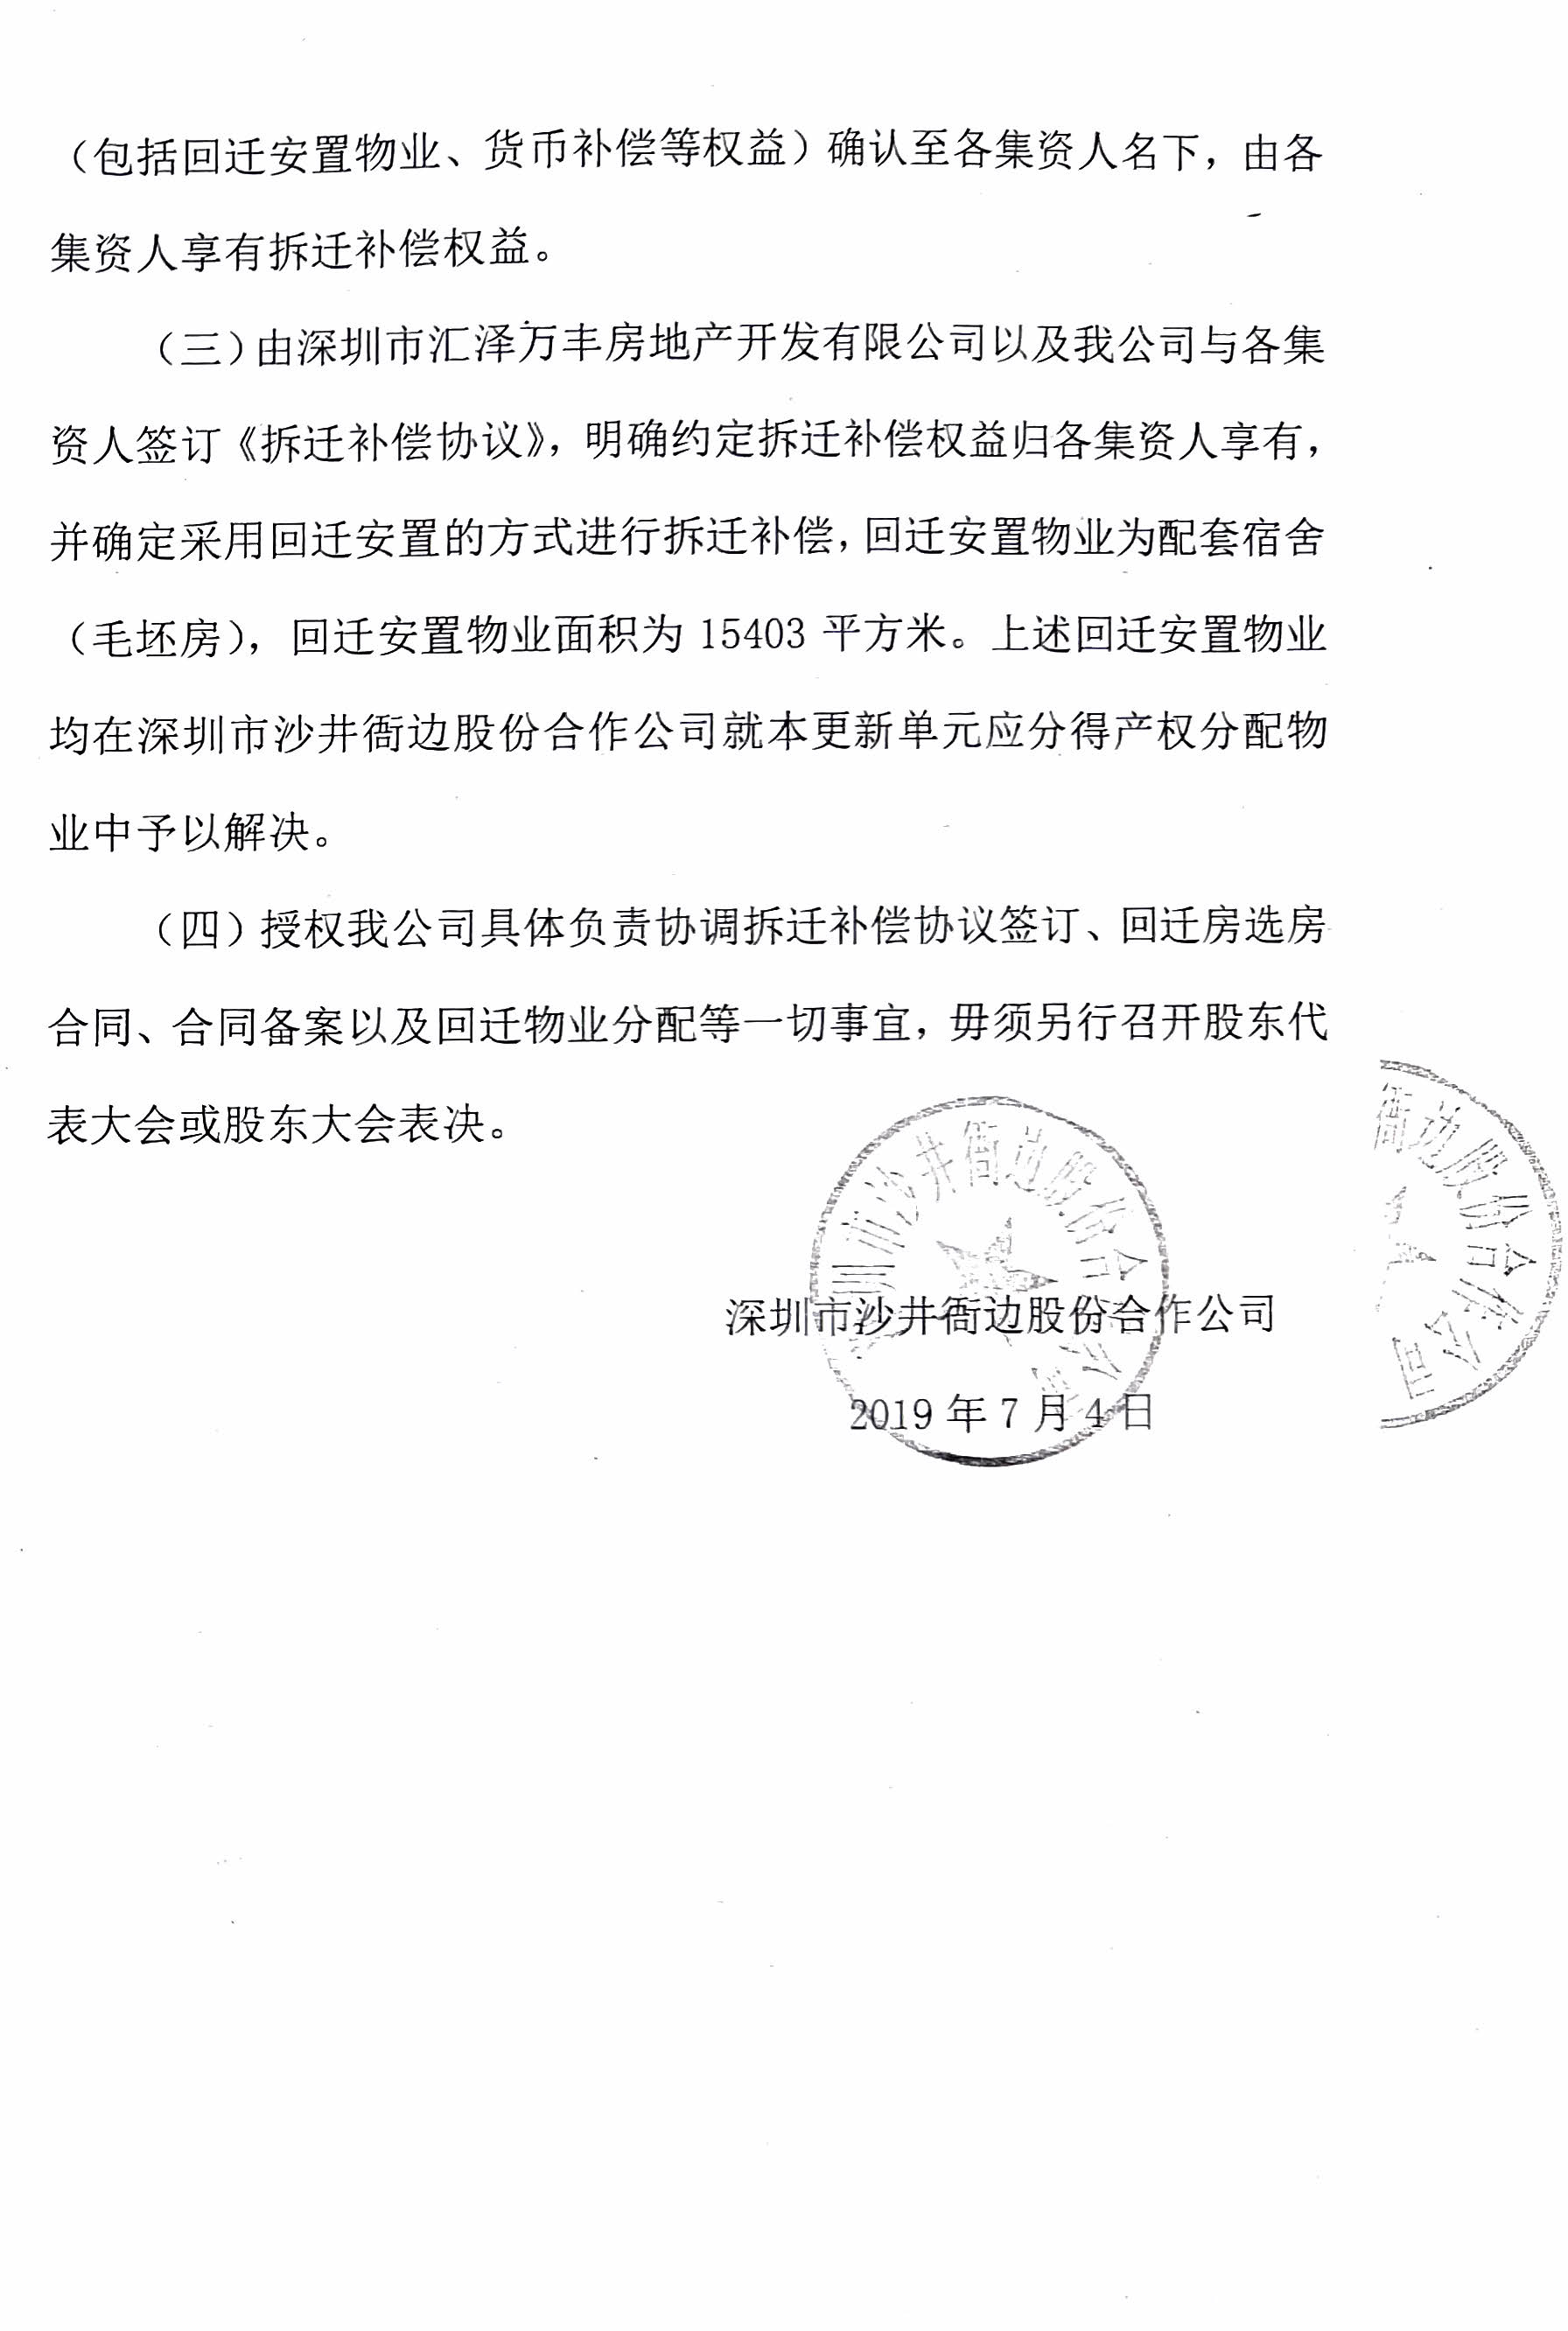 （包括回迁安置物业、货币补偿等权益）确认至各集资人名下，由各
集资人享有拆迁补偿权益。
（三）由深圳市汇泽万丰房地产开发有限公司以及我公司与各集
资人签订《拆迁补偿协议》，明确约定拆迁补偿权益归各集资人享有，
并确定采用回迁安置的方式进行拆迁补偿，回迁安置物业为配套宿舍
（毛坯房），回迁安置物业面积为 15403 平方米。上述回迁安置物业
均在深圳市沙井衙边股份合作公司就本更新单元应分得产权分配物
业中予以解决。
（四）授权我公司具体负责协调拆迁补偿协议签订、回迁房选房
合同、合同备案以及回迁物业分配等一切事宜，毋须另行召开股东代
表大会或股东大会表决。
圳市沙井衙边股份合作公司
衙边股份合作公司
深圳市沙井衙边股份合作公司
2019 年 7 月 4 日